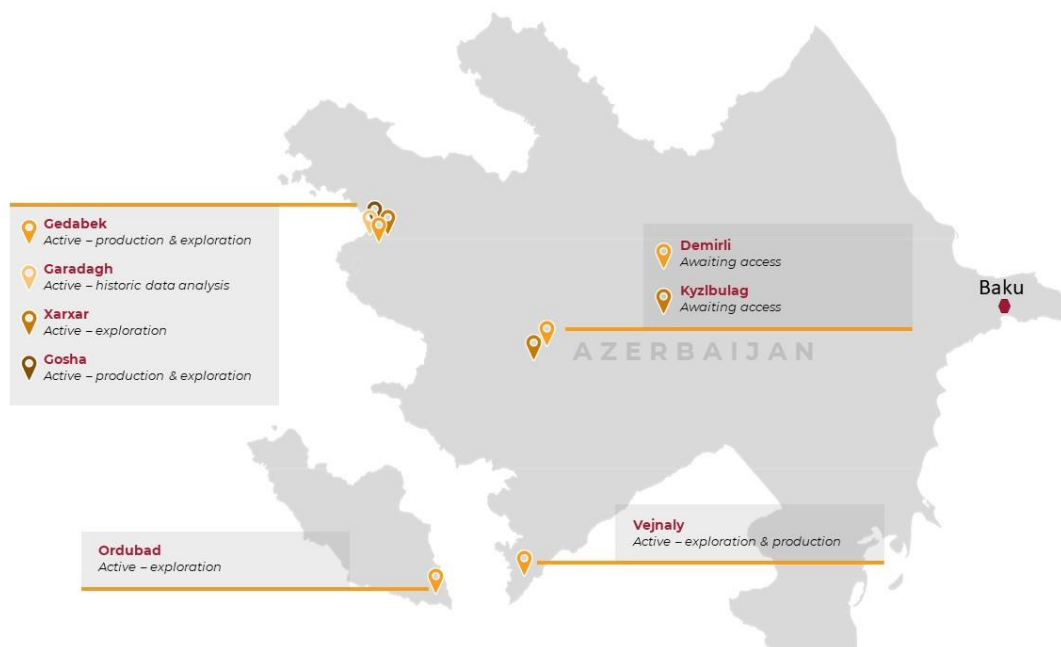 Gedabek
Active – production & exploration
Garadagh
Active – historic data analysis
Xarxar
Active – exploration
Gosha
Active – production & exploration
Demirli
Awaiting access
Kyzlbulag
Awaiting access
Baku
AZERBAIJAN
Ordubad
Active – exploration
Vejnaly
Active – exploration & production